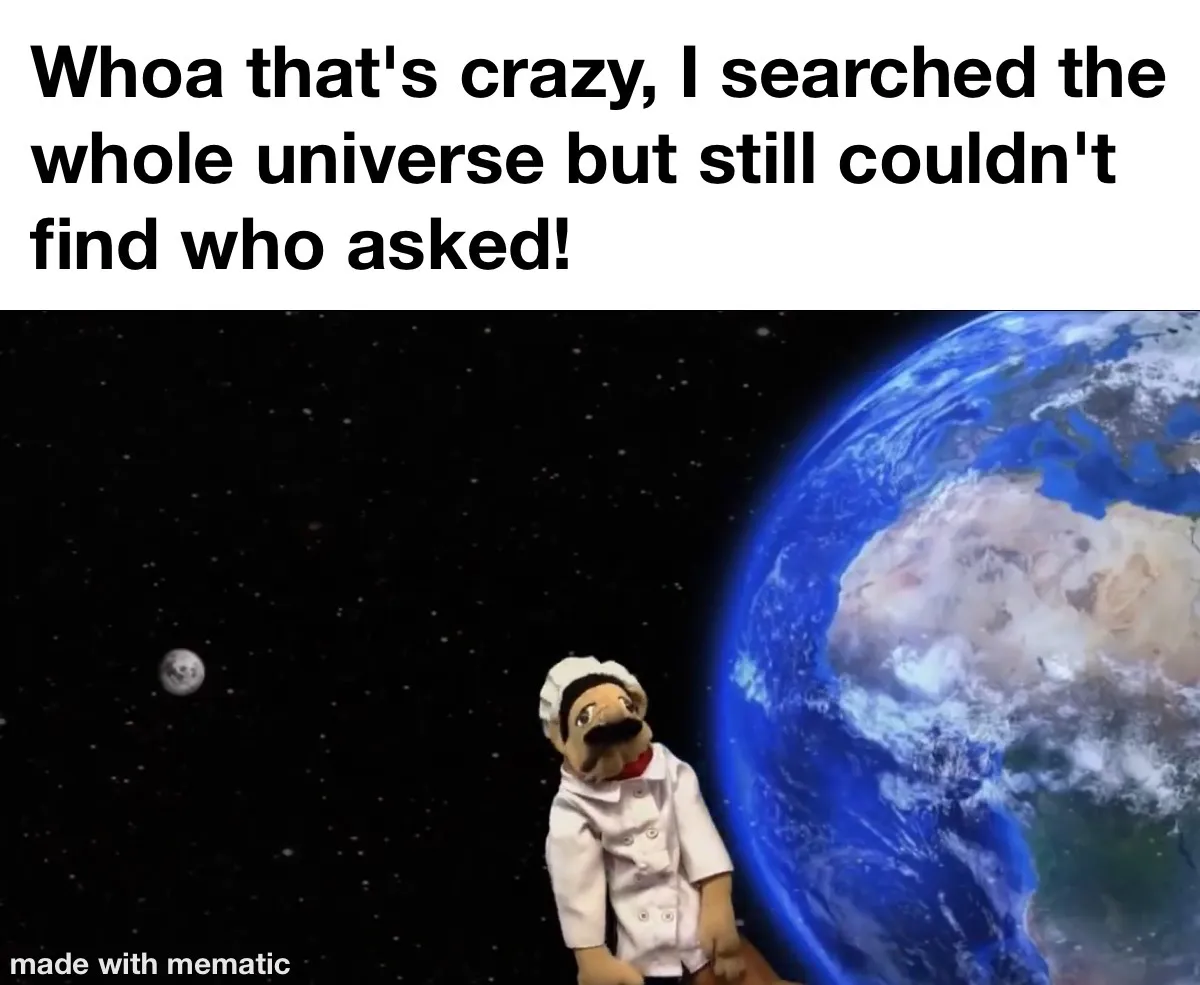 Whoa that's crazy, I searched the
whole universe but still couldn't
find who asked!
made with mematic